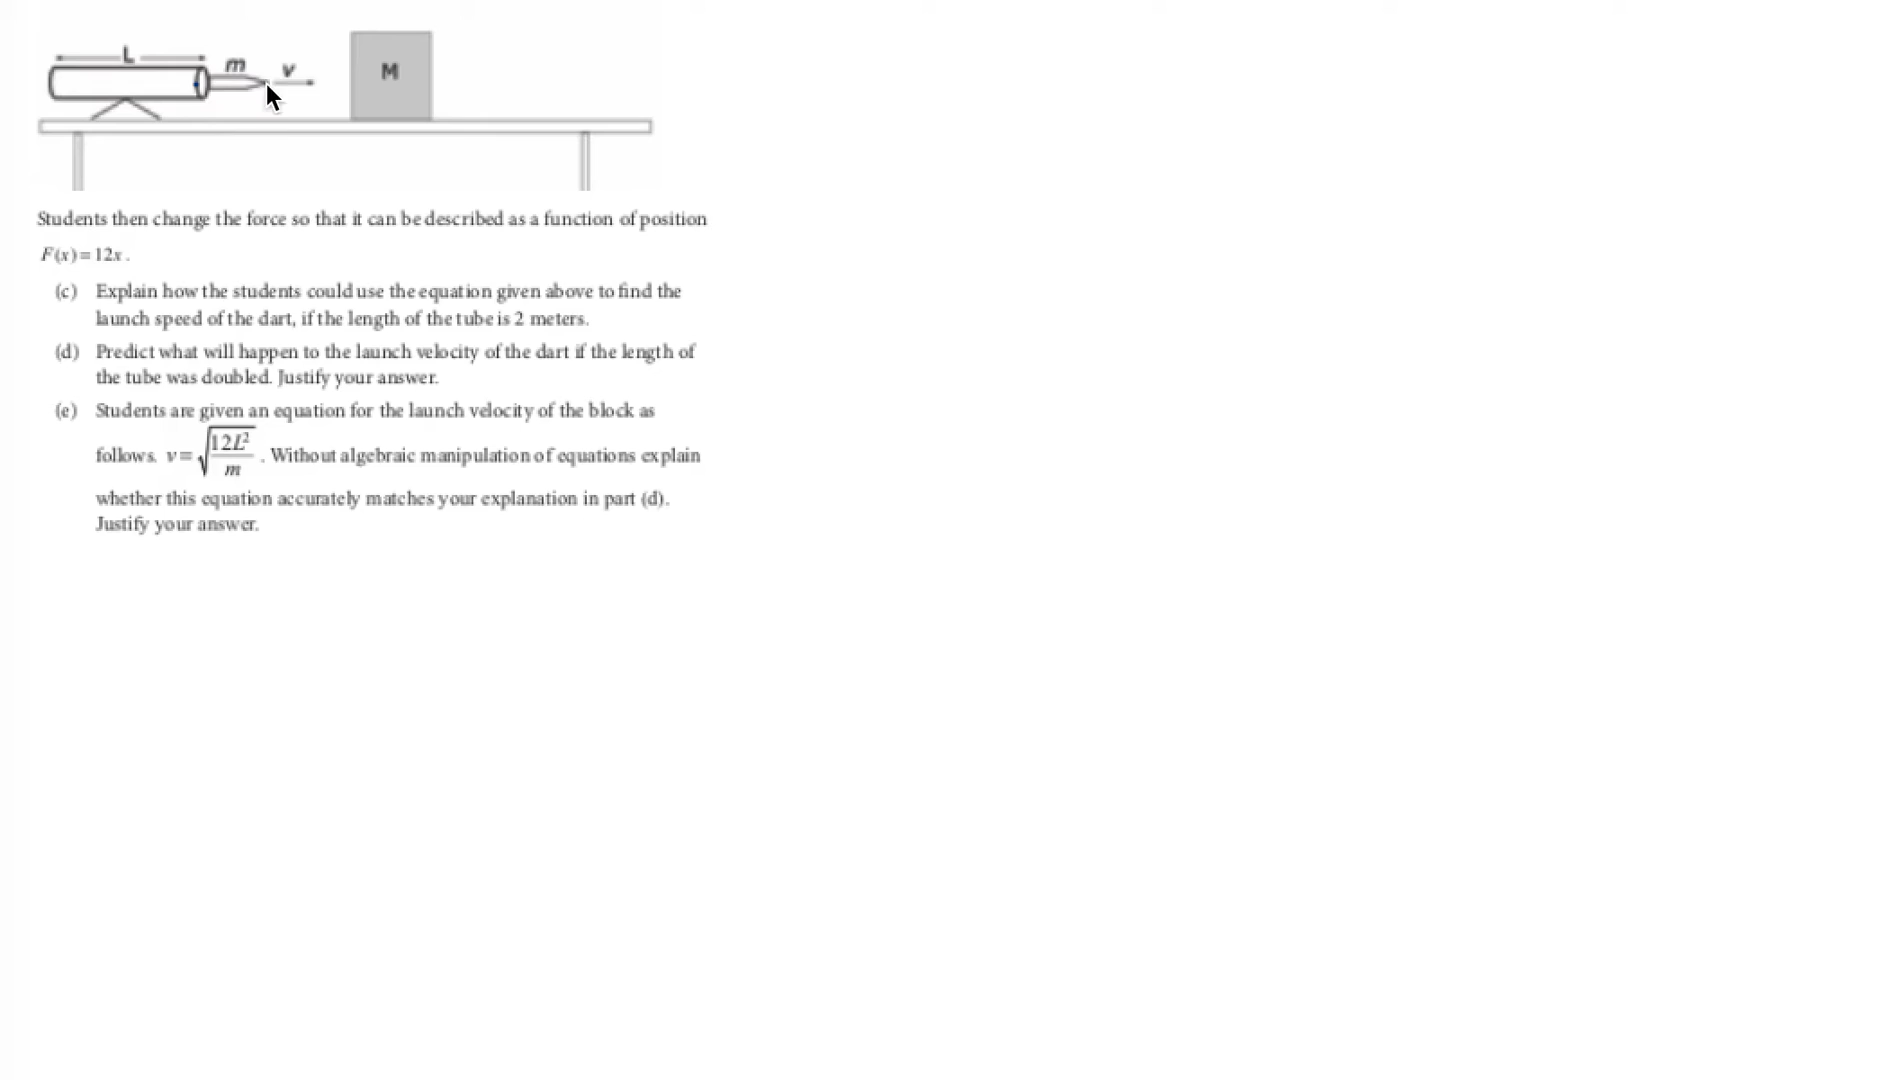 L
m
v
M
Students then change the force so that it can be described as a function of position
F(x)=12x.
(c) Explain how the students could use the equation given above to find the
launch speed of the dart, if the length of the tube is 2 meters.
(d) Predict what will happen to the launch velocity of the dart if the length of
the tube was doubled. Justify your answer.
(e) Students are given an equation for the launch velocity of the block as
follows. v=√(12L²/m). Without algebraic manipulation of equations explain
whether this equation accurately matches your explanation in part (d).
Justify your answer.